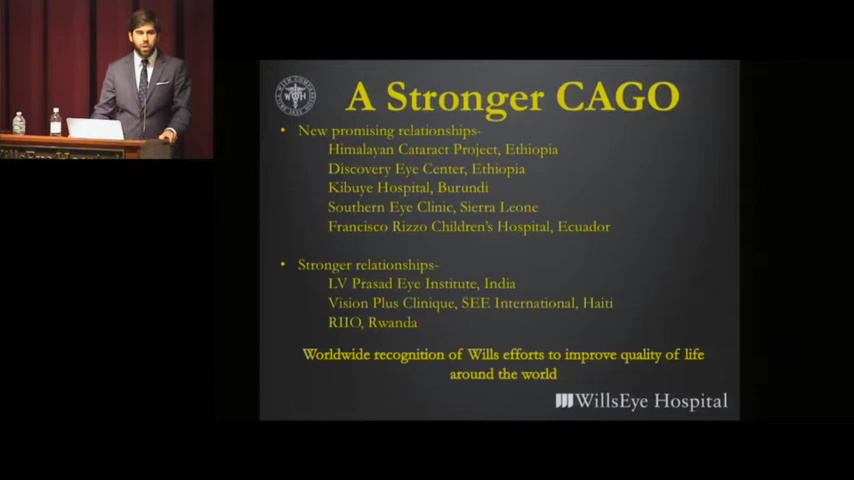 A Stronger CAGO
• New promising relationships-
Himalayan Cataract Project, Ethiopia
Discovery Eye Center, Ethiopia
Kibuye Hospital, Burundi
Southern Eye Clinic, Sierra Leone
Francisco Rizzo Children's Hospital, Ecuador
• Stronger relationships-
LV Prasad Eye Institute, India
Vision Plus Clinique, SEE International, Haiti
RIIO, Rwanda
Worldwide recognition of Wills efforts to improve quality of life
around the world
WillsEye Hospital